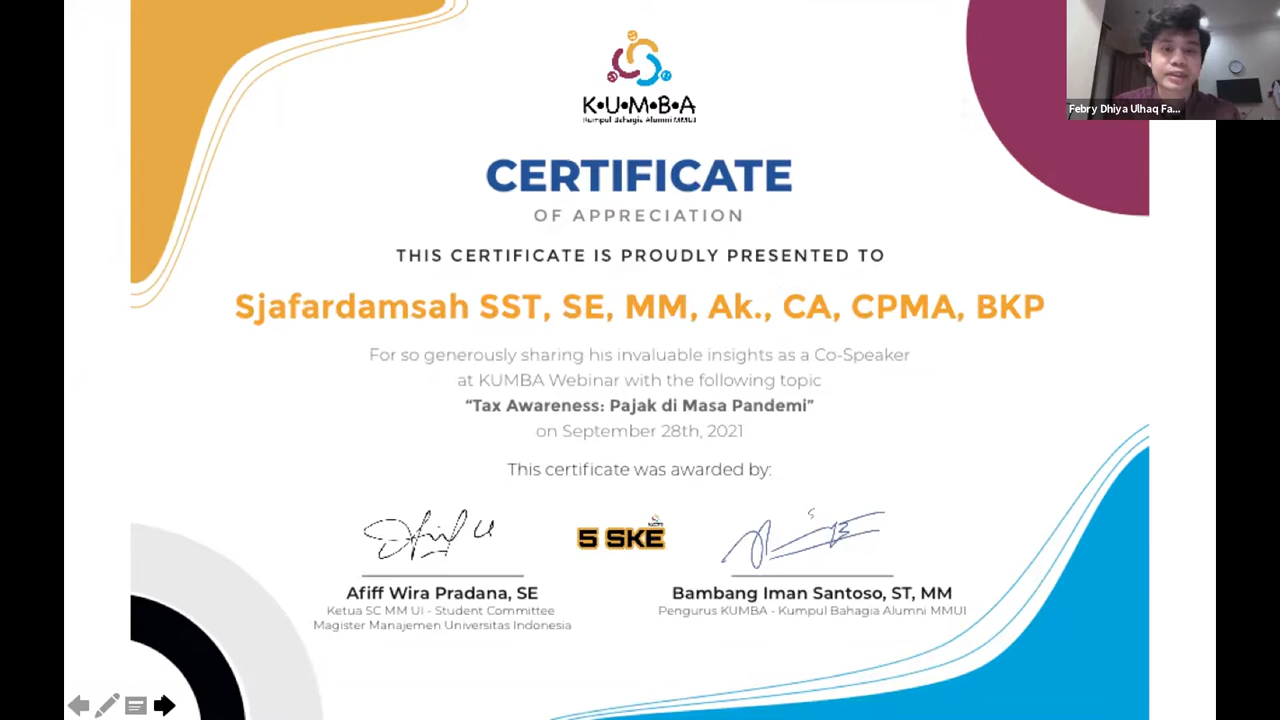 K•U•M•B•A
Kumpul Bahagia Alumni MMUI
Febry Dhiya Ulhaq Fa...
CERTIFICATE
OF APPRECIATION
THIS CERTIFICATE IS PROUDLY PRESENTED TO
Sjafardamsah SST, SE, MM, Ak., CA, CPMA, BKP
For so generously sharing his invaluable insights as a Co-Speaker
at KUMBA Webinar with the following topic
“Tax Awareness: Pajak di Masa Pandemi”
on September 28th, 2021
This certificate was awarded by:
5 SKE
Afiff Wira Pradana, SE
Ketua SC MM UI - Student Committee
Magister Manajemen Universitas Indonesia
Bambang Iman Santoso, ST, MM
Pengurus KUMBA - Kumpul Bahagia Alumni MMUI